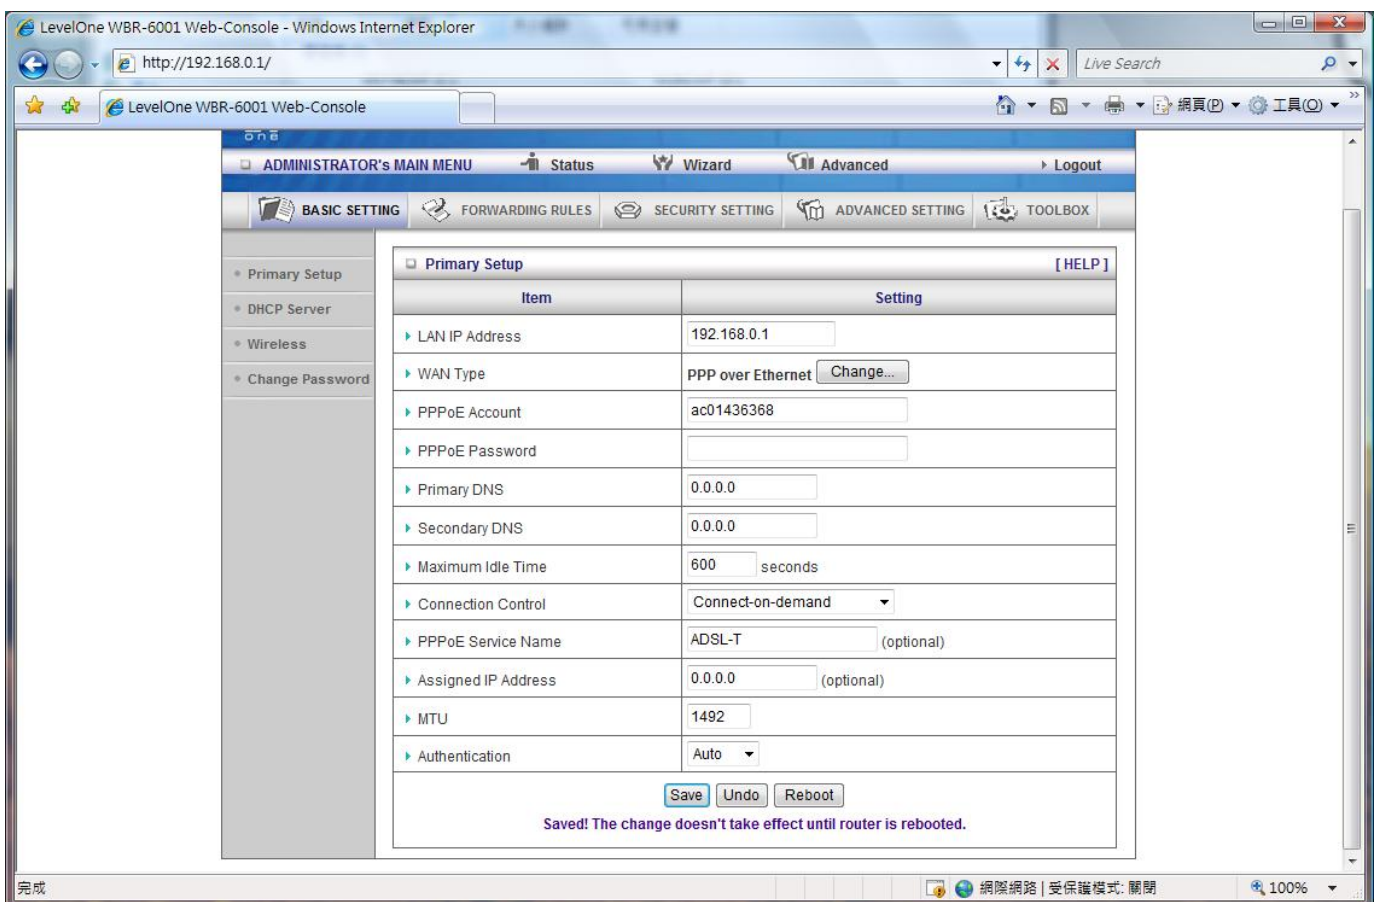 LevelOne WBR-6001 Web-Console - Windows Internet Explorer
http://192.168.0.1/
Live Search
LevelOne WBR-6001 Web-Console
網頁(P) 工具(O) »
one
ADMINISTRATOR's MAIN MENU Status Wizard Advanced Logout
BASIC SETTING FORWARDING RULES SECURITY SETTING ADVANCED SETTING TOOLBOX
Primary Setup
DHCP Server
Wireless
Change Password
Primary Setup [ HELP ]
Item Setting
LAN IP Address 192.168.0.1
WAN Type PPP over Ethernet Change...
PPPoE Account ac01436368
PPPoE Password
Primary DNS 0.0.0.0
Secondary DNS 0.0.0.0
Maximum Idle Time 600 seconds
Connection Control Connect-on-demand
PPPoE Service Name ADSL-T (optional)
Assigned IP Address 0.0.0.0 (optional)
MTU 1492
Authentication Auto
Save Undo Reboot
Saved! The change doesn't take effect until router is rebooted.
完成 網際網路 | 受保護模式: 關閉 100%